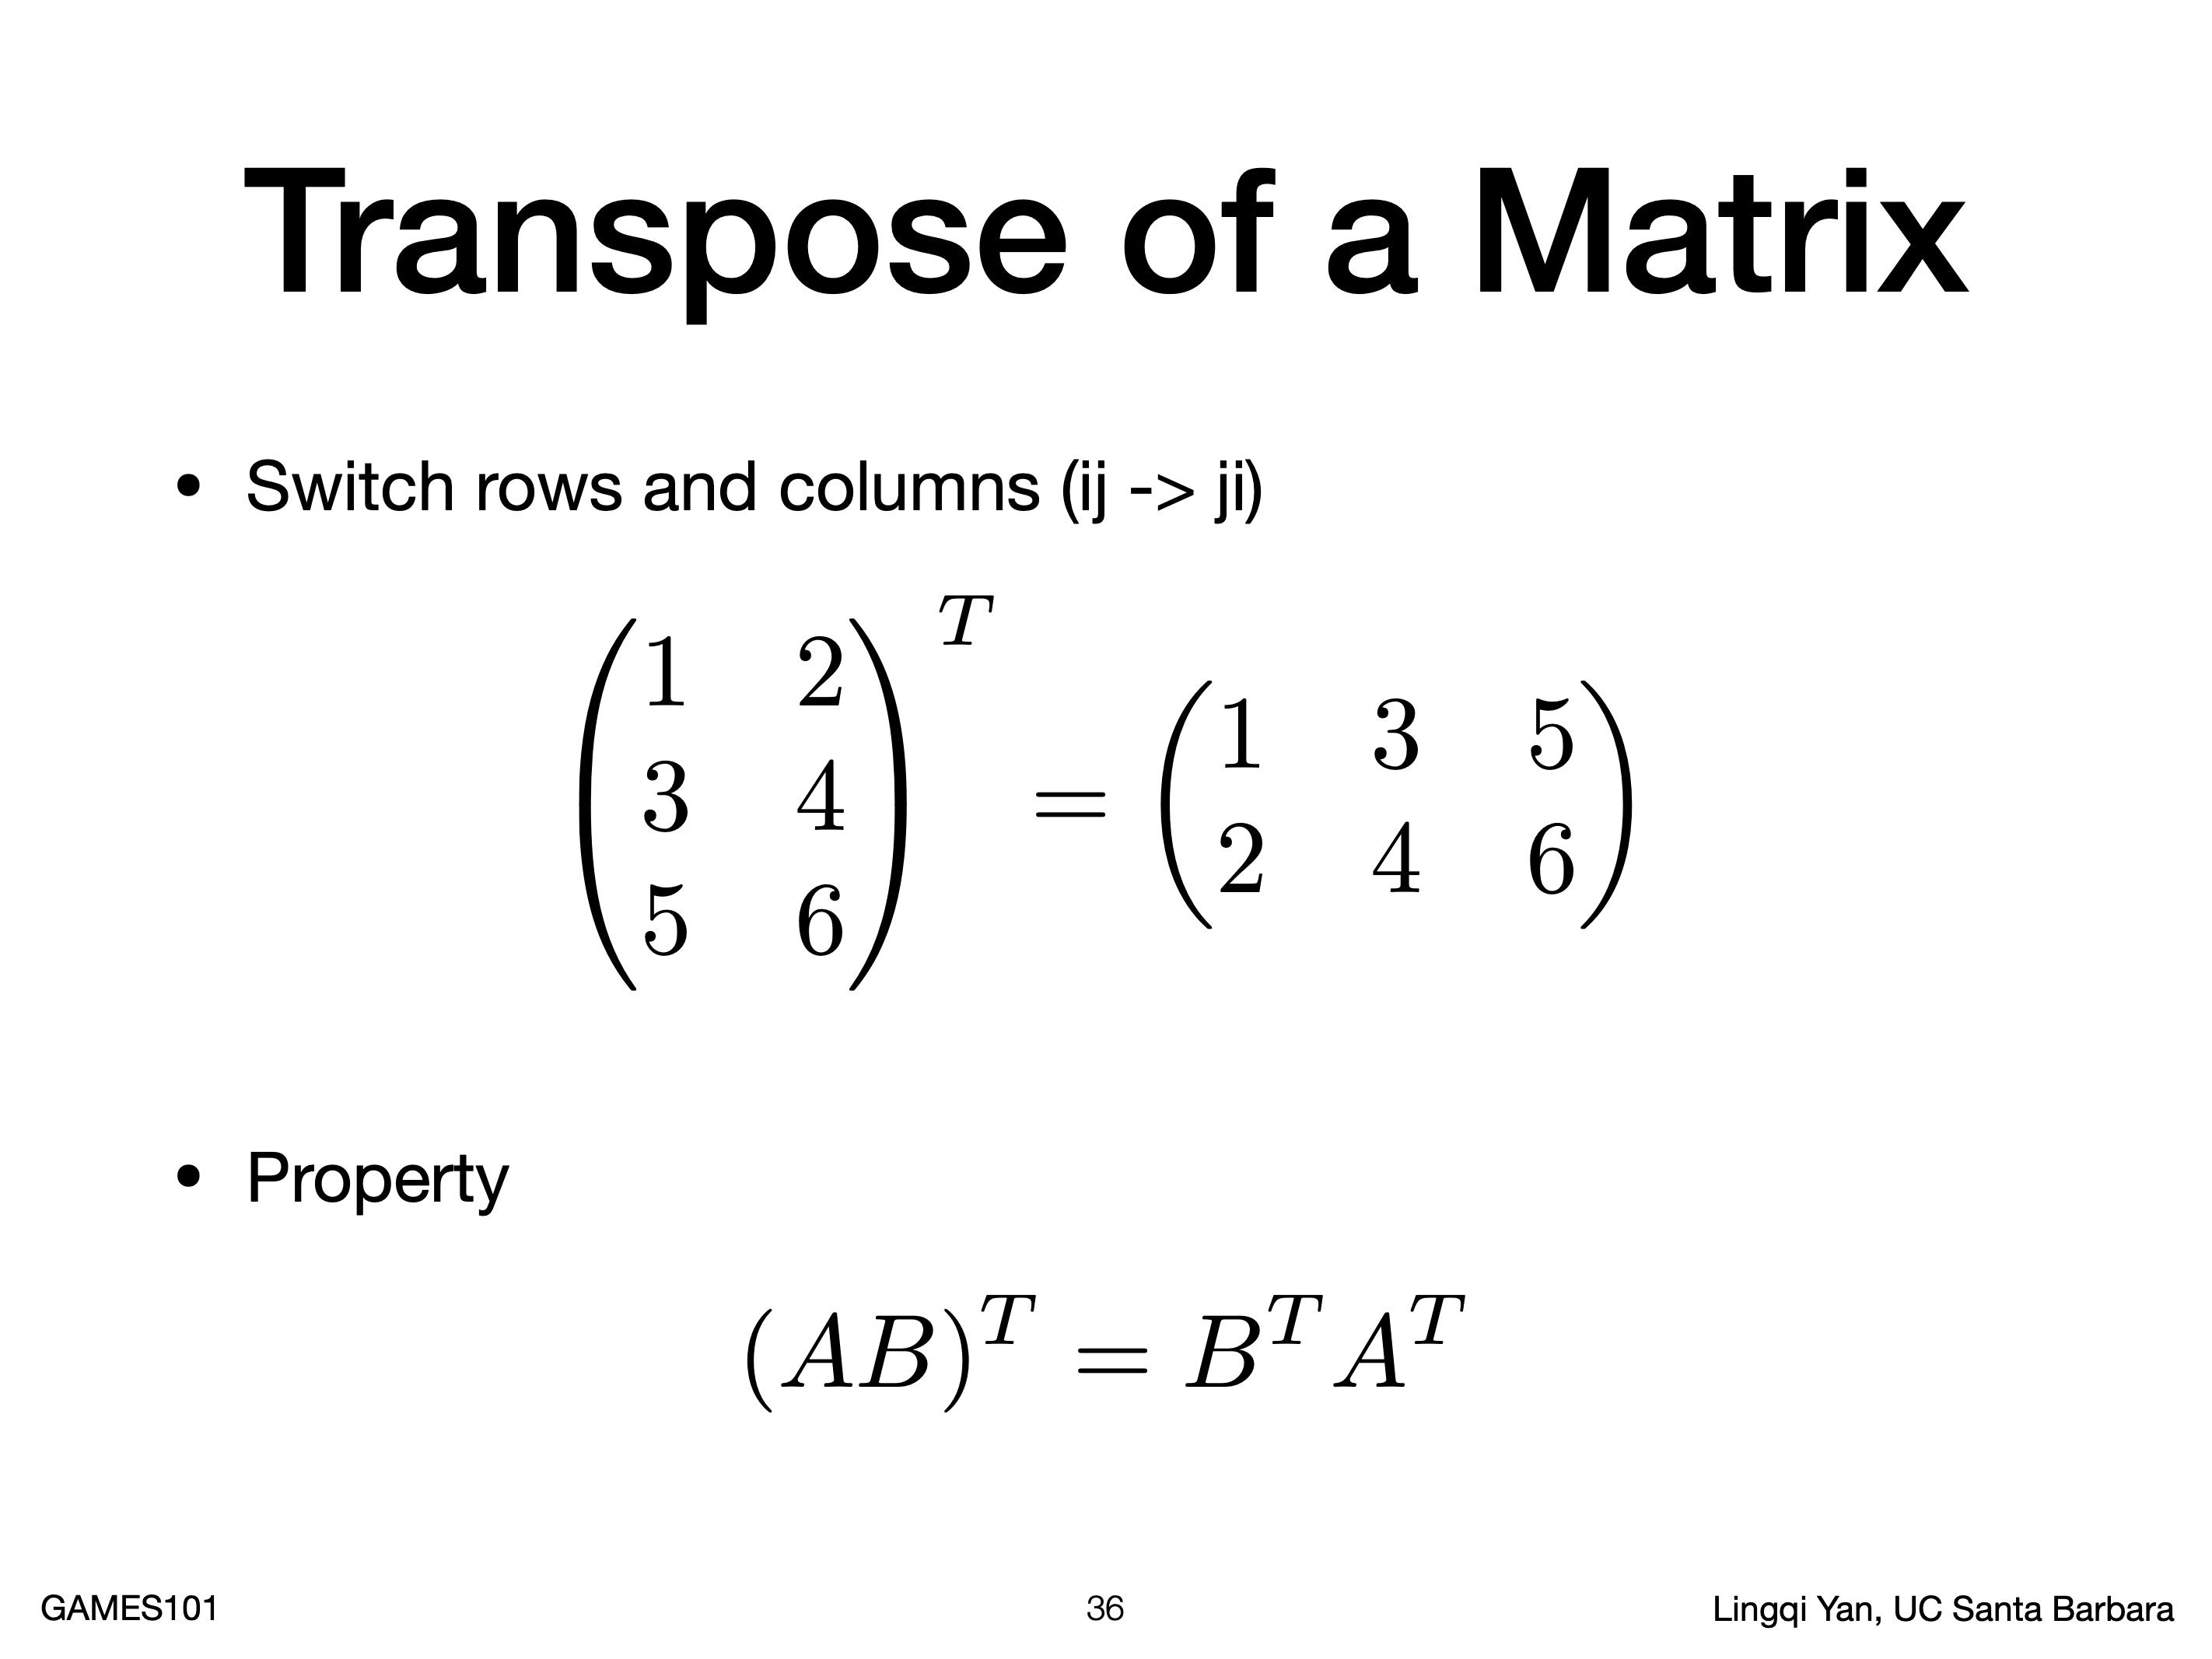 Transpose of a Matrix
• Switch rows and columns (ij -> ji)
\begin{pmatrix} 1 & 2 \\ 3 & 4 \\ 5 & 6 \end{pmatrix}^T = \begin{pmatrix} 1 & 3 & 5 \\ 2 & 4 & 6 \end{pmatrix}
• Property
(AB)^T = B^T A^T
GAMES101 36 Lingqi Yan, UC Santa Barbara